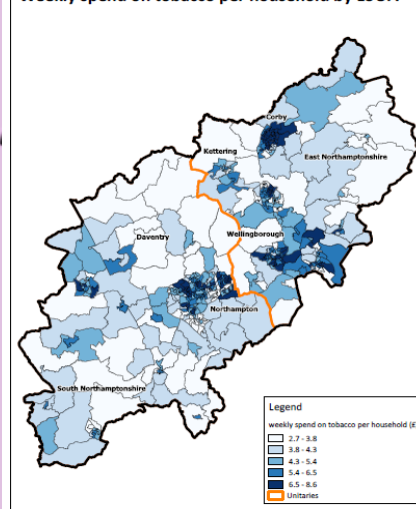 Weekly spend on tobacco per household by LSOA
Corby
Kettering
East Northamptonshire
Daventry
Wellingborough
Northampton
South Northamptonshire
Legend
weekly spend on tobacco per household (£
2.7 - 3.8
3.8 - 4.3
4.3 - 5.4
5.4 - 6.5
6.5 - 8.6
Unitaries